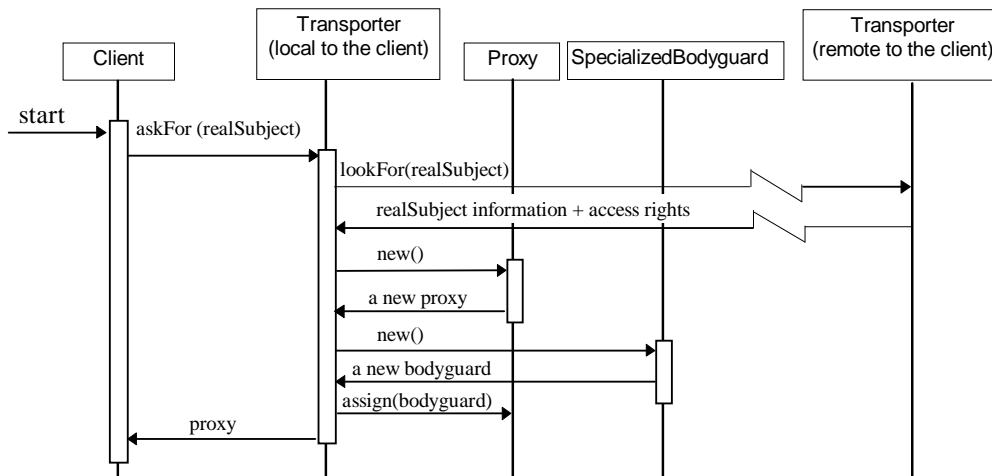 Transporter
(local to the client)
Transporter
(remote to the client)
Client
Proxy
SpecializedBodyguard
start
askFor (realSubject)
lookFor(realSubject)
realSubject information + access rights
new()
a new proxy
new()
a new bodyguard
assign(bodyguard)
proxy